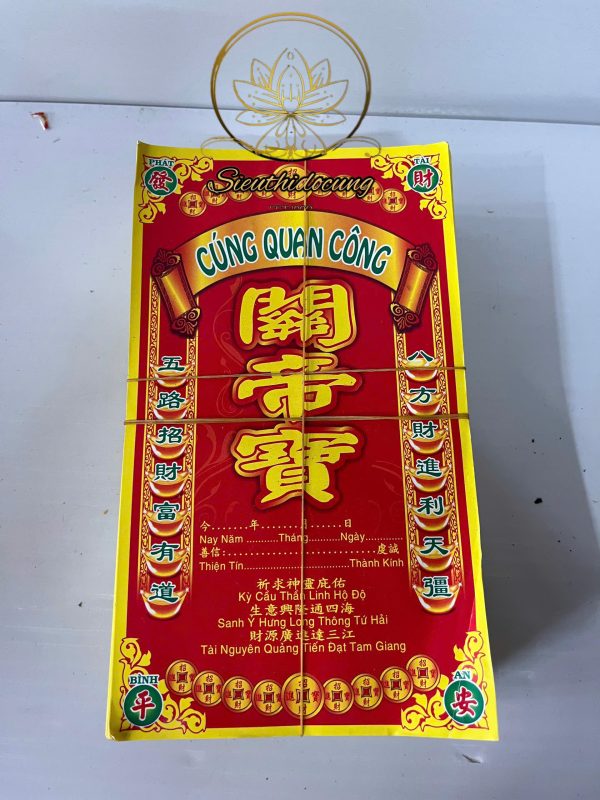 PHÁT
發
TÀI
財
Sieuthidocung
CÚNG QUAN CÔNG
關帝寶
五路招財富有道
八方財進利天疆
今.......年.......月......日
Nay Năm ..........Tháng..........Ngày...........
善信:............................虔誠
Thiện Tín................................Thành Kính
祈求神靈庇佑
Kỳ Cầu Thần Linh Hộ Độ
生意興隆通四海
Sanh Ý Hưng Long Thông Tứ Hải
財源廣進達三江
Tài Nguyên Quảng Tiến Đạt Tam Giang
BÌNH
平
招財進寶
AN
安